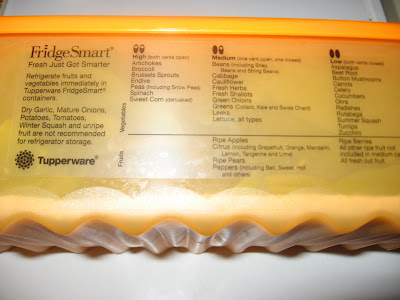 FridgeSmart®
Fresh Just Got Smarter
Refrigerate fruits and
vegetables immediately in
Tupperware FridgeSmart®
containers.
Dry Garlic, Mature Onions,
Potatoes, Tomatoes,
Winter Squash and unripe
fruit are not recommended
for refrigerator storage.
Tupperware
Vegetables
High (both vents open)
Artichokes
Broccoli
Brussels Sprouts
Endive
Peas (Including Snow Peas)
Spinach
Sweet Corn (dehusked)
Medium (one vent open, one closed)
Beans (Including Snap,
Beans and String Beans)
Cabbage
Cauliflower
Fresh Herbs
Fresh Shallots
Green Onions
Greens (Collard, Kale and Swiss Chard)
Leeks
Lettuce, all types
Low (both vents closed)
Asparagus
Beet Root
Button Mushrooms
Carrots
Celery
Cucumbers
Okra
Radishes
Rutabagas
Summer Squash
Turnips
Zucchini
Fruits
Ripe Apples
Citrus (Including Grapefruit, Orange, Mandarin,
Lemon, Tangerine and Lime)
Ripe Pears
Peppers (Including Bell, Sweet, Hot
and others)
Ripe Berries
All other ripe fruit not
included in medium
All fresh cut fruit